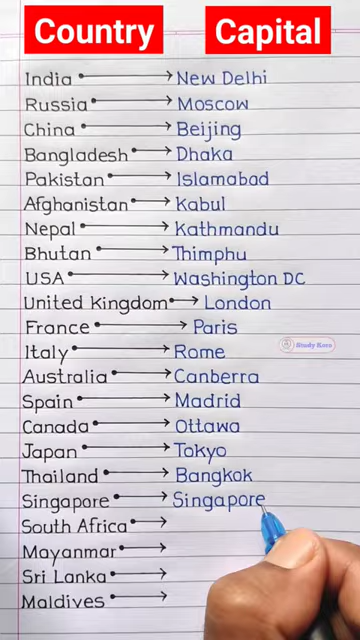 Country Capital
India New Delhi
Russia Moscow
China Beijing
Bangladesh Dhaka
Pakistan Islamabad
Afghanistan Kabul
Nepal Kathmandu
Bhutan Thimphu
USA Washington DC
United kingdom London
France Paris
Study Koro
Italy Rome
Australia Canberra
Spain Madrid
Canada Ottawa
Japan Tokyo
Thailand Bangkok
Singapore Singapore
South Africa
Mayanmar
Sri Lanka
Maldives